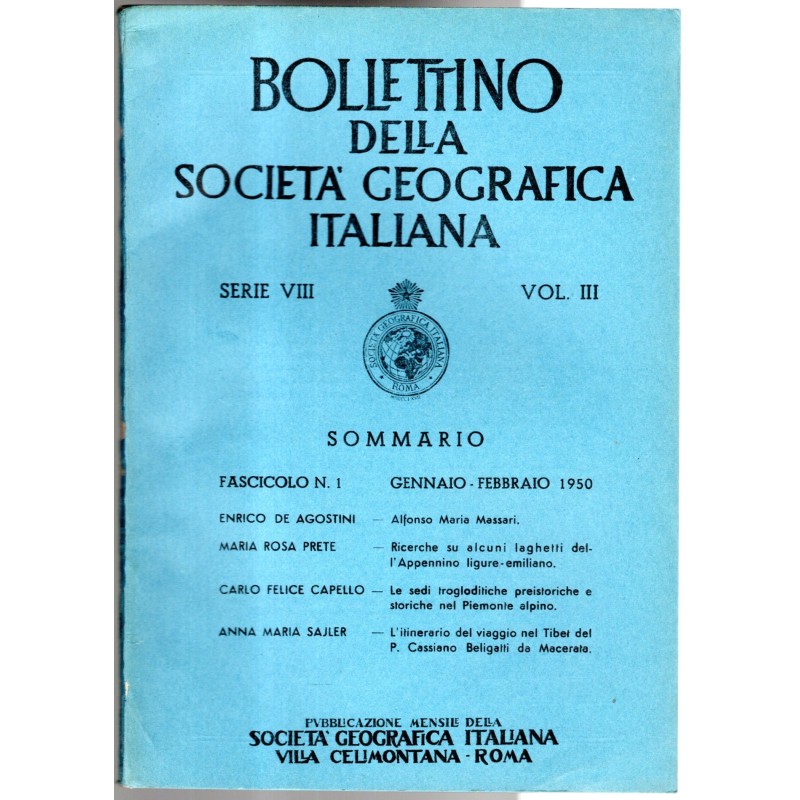 BOLLETTINO
DELLA
SOCIETA' GEOGRAFICA
ITALIANA
SERIE VIII VOL. III
SOCIETÀ GEOGRAFICA ITALIANA
ROMA
SOMMARIO
FASCICOLO N. 1 GENNAIO - FEBBRAIO 1950
ENRICO DE AGOSTINI — Alfonso Maria Massari.
MARIA ROSA PRETE — Ricerche su alcuni laghetti del-
l'Appennino ligure-emiliano.
CARLO FELICE CAPELLO — Le sedi trogloditiche preistoriche e
storiche nel Piemonte alpino.
ANNA MARIA SAJLER — L'itinerario del viaggio nel Tibet del
P. Cassiano Beligatti da Macerata.
PVBBLICAZIONE MENSILE DELLA
SOCIETA' GEOGRAFICA ITALIANA
VILLA CELIMONTANA - ROMA